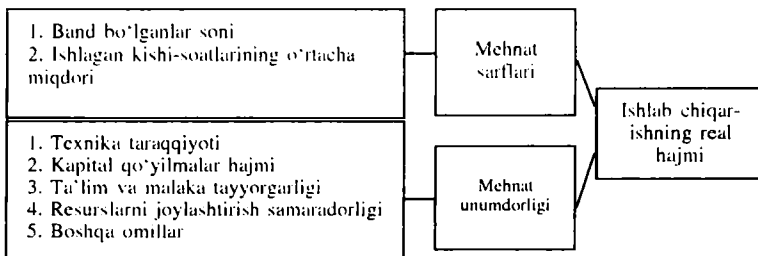 1. Band bo‘lganlar soni
2. Ishlagan kishi-soatlarining o‘rtacha
miqdori
Mehnat
sarflari
Ishlab chiqar-
ishning real
hajmi
1. Texnika taraqqiyoti
2. Kapital qo‘yilmalar hajmi
3. Ta’lim va malaka tayyorgarligi
4. Resurslarni joylashtirish samaradorligi
5. Boshqa omillar
Mehnat
unumdorligi